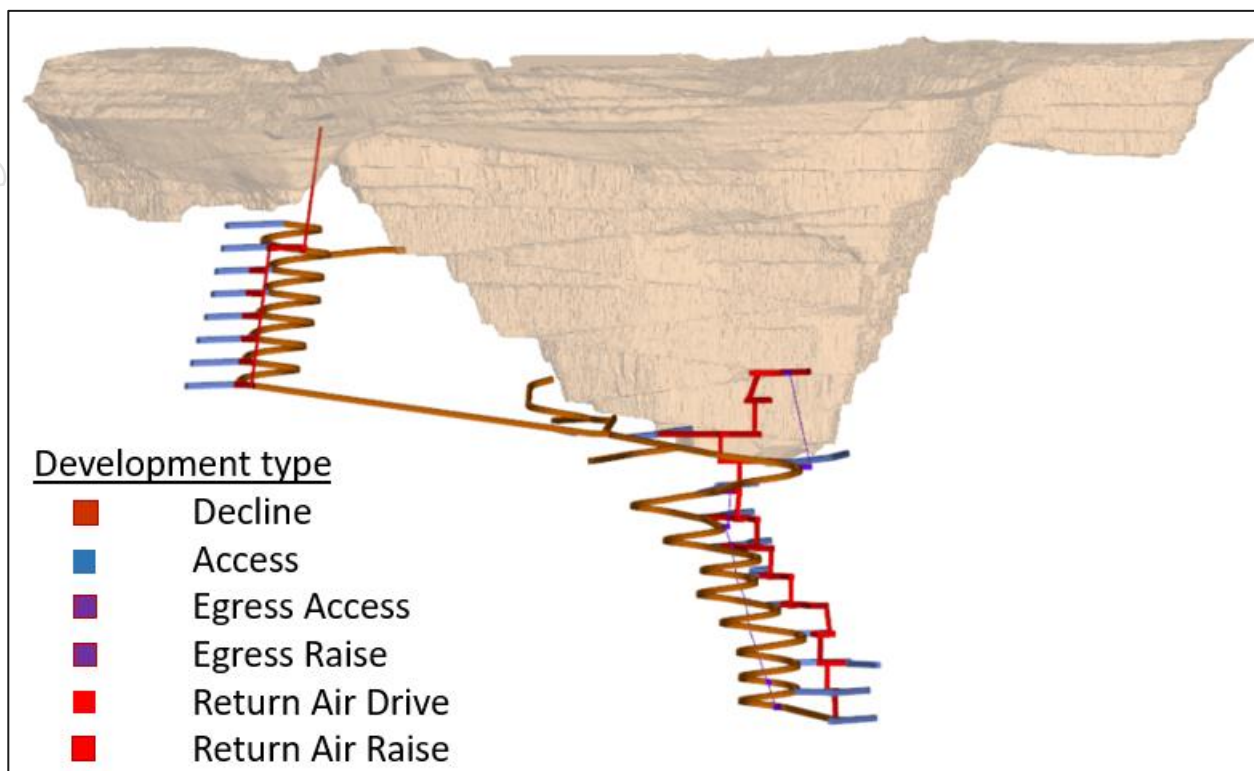 Development type
Decline
Access
Egress Access
Egress Raise
Return Air Drive
Return Air Raise